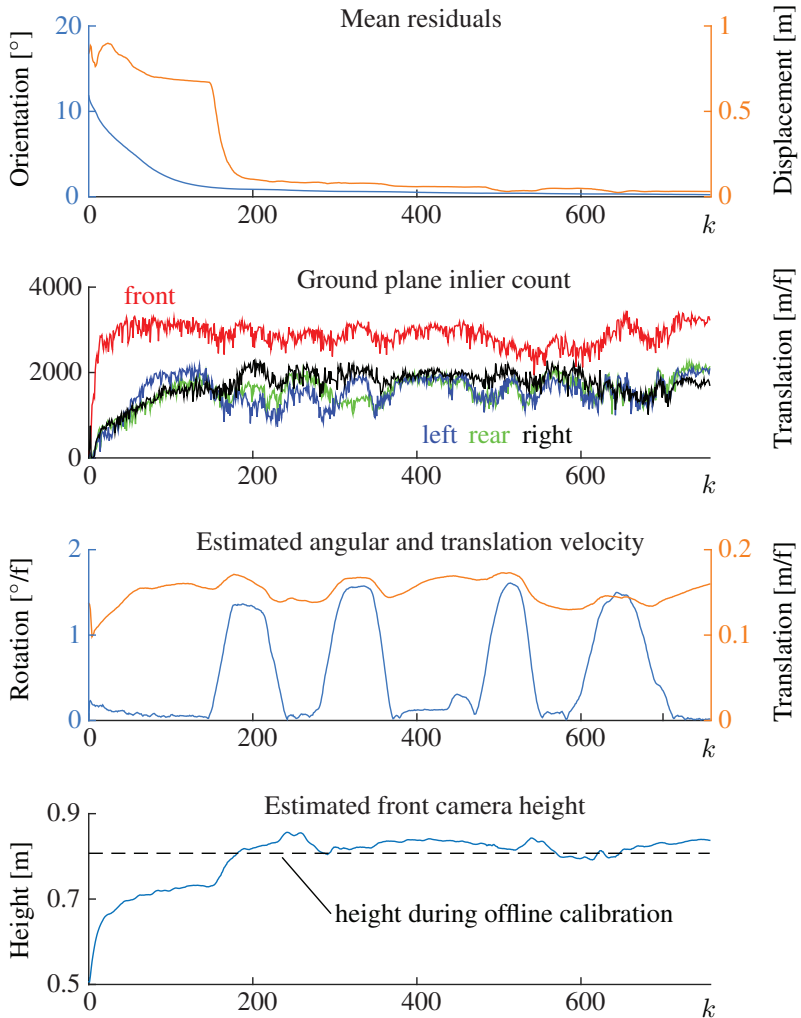 Mean residuals
Orientation [°]
Displacement [m]
20
10
0
1
0.5
0
0 200 400 600
k
Ground plane inlier count
Translation [m/f]
4000
2000
0
front
left rear right
0 200 400 600
k
Estimated angular and translation velocity
Rotation [°/f]
Translation [m/f]
2
1
0
0.2
0.1
0
0 200 400 600
k
Estimated front camera height
Height [m]
0.9
0.7
0.5
height during offline calibration
0 200 400 600
k